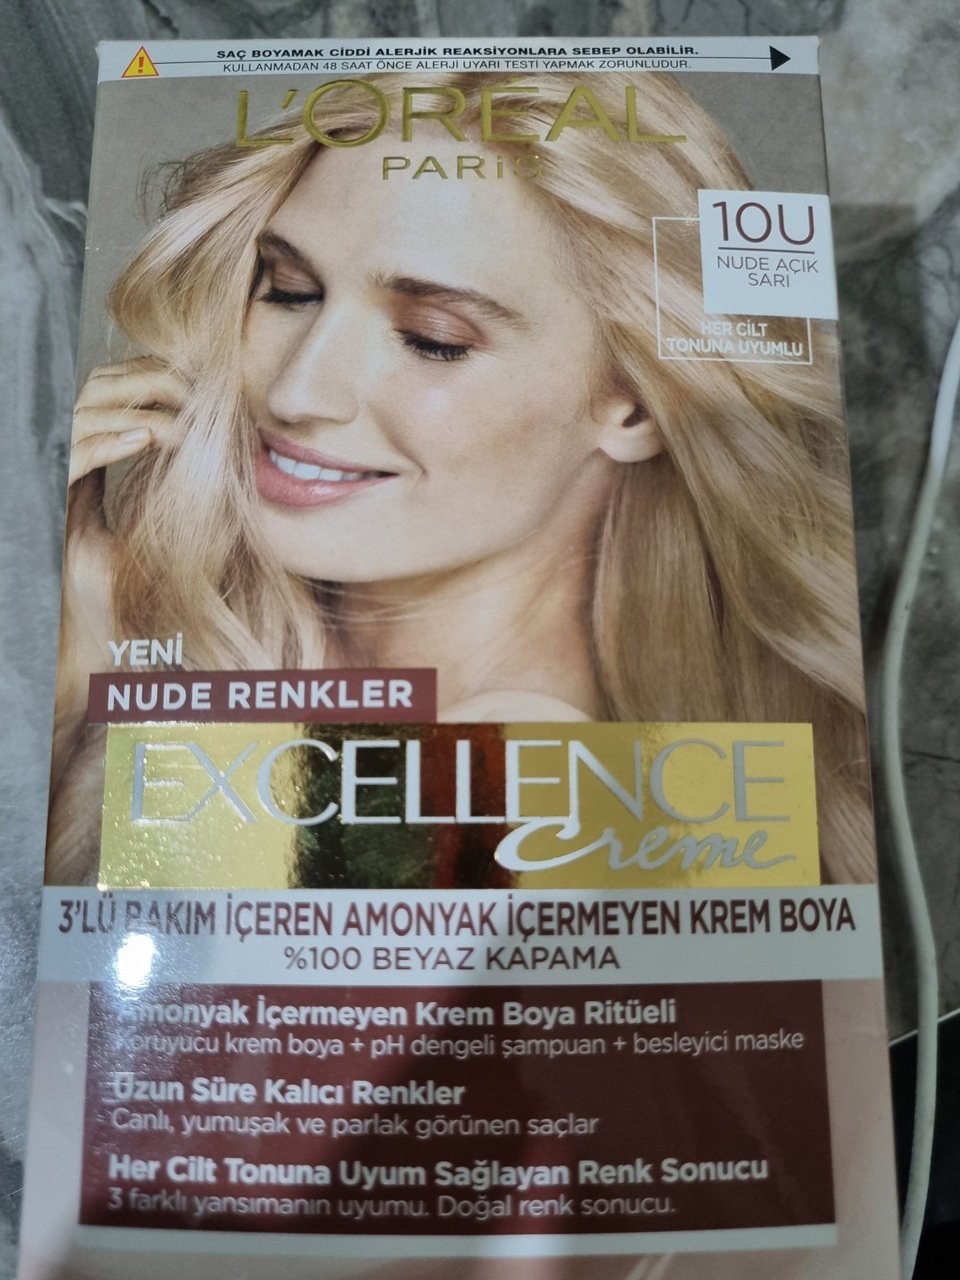 SAÇ BOYAMAK CİDDİ ALERJİK REAKSİYONLARA SEBEP OLABİLİR.
KULLANMADAN 48 SAAT ÖNCE ALERJİ UYARI TESTİ YAPMAK ZORUNLUDUR.
L'ORÉAL
PARiS
10U
NUDE AÇIK
SARI
HER CİLT
TONUNA UYUMLU
YENİ
NUDE RENKLER
EXCELLENCE
Creme
3'LÜ BAKIM İÇEREN AMONYAK İÇERMEYEN KREM BOYA
%100 BEYAZ KAPAMA
Amonyak İçermeyen Krem Boya Ritüeli
Koruyucu krem boya + pH dengeli şampuan + besleyici maske
Uzun Süre Kalıcı Renkler
Canlı, yumuşak ve parlak görünen saçlar
Her Cilt Tonuna Uyum Sağlayan Renk Sonucu
3 farklı yansımanın uyumu. Doğal renk sonucu.